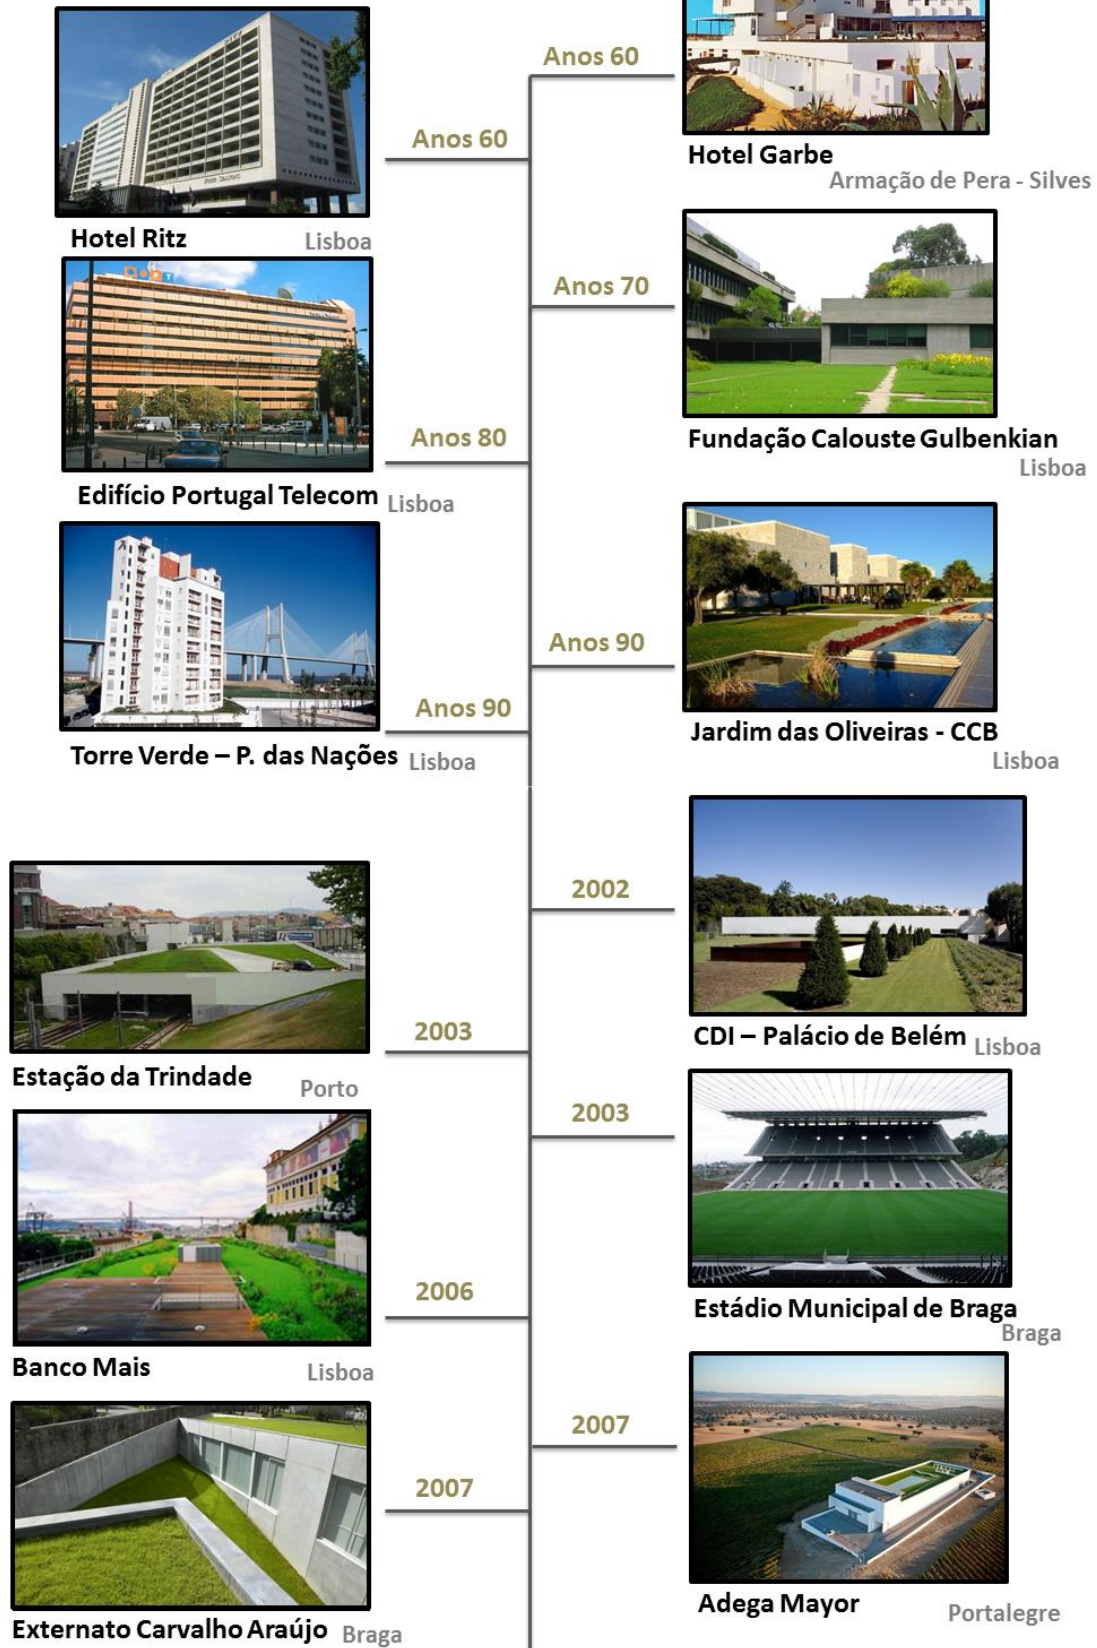 Anos 60
Hotel Garbe
Armação de Pera - Silves
Anos 60
Hotel Ritz
Lisboa
Anos 70
Fundação Calouste Gulbenkian
Lisboa
Anos 80
Edifício Portugal Telecom
Lisboa
Anos 90
Jardim das Oliveiras - CCB
Lisboa
Anos 90
Torre Verde – P. das Nações
Lisboa
2002
CDI – Palácio de Belém
Lisboa
2003
Estação da Trindade
Porto
2003
Estádio Municipal de Braga
Braga
2006
Banco Mais
Lisboa
2007
Adega Mayor
Portalegre
2007
Externato Carvalho Araújo
Braga